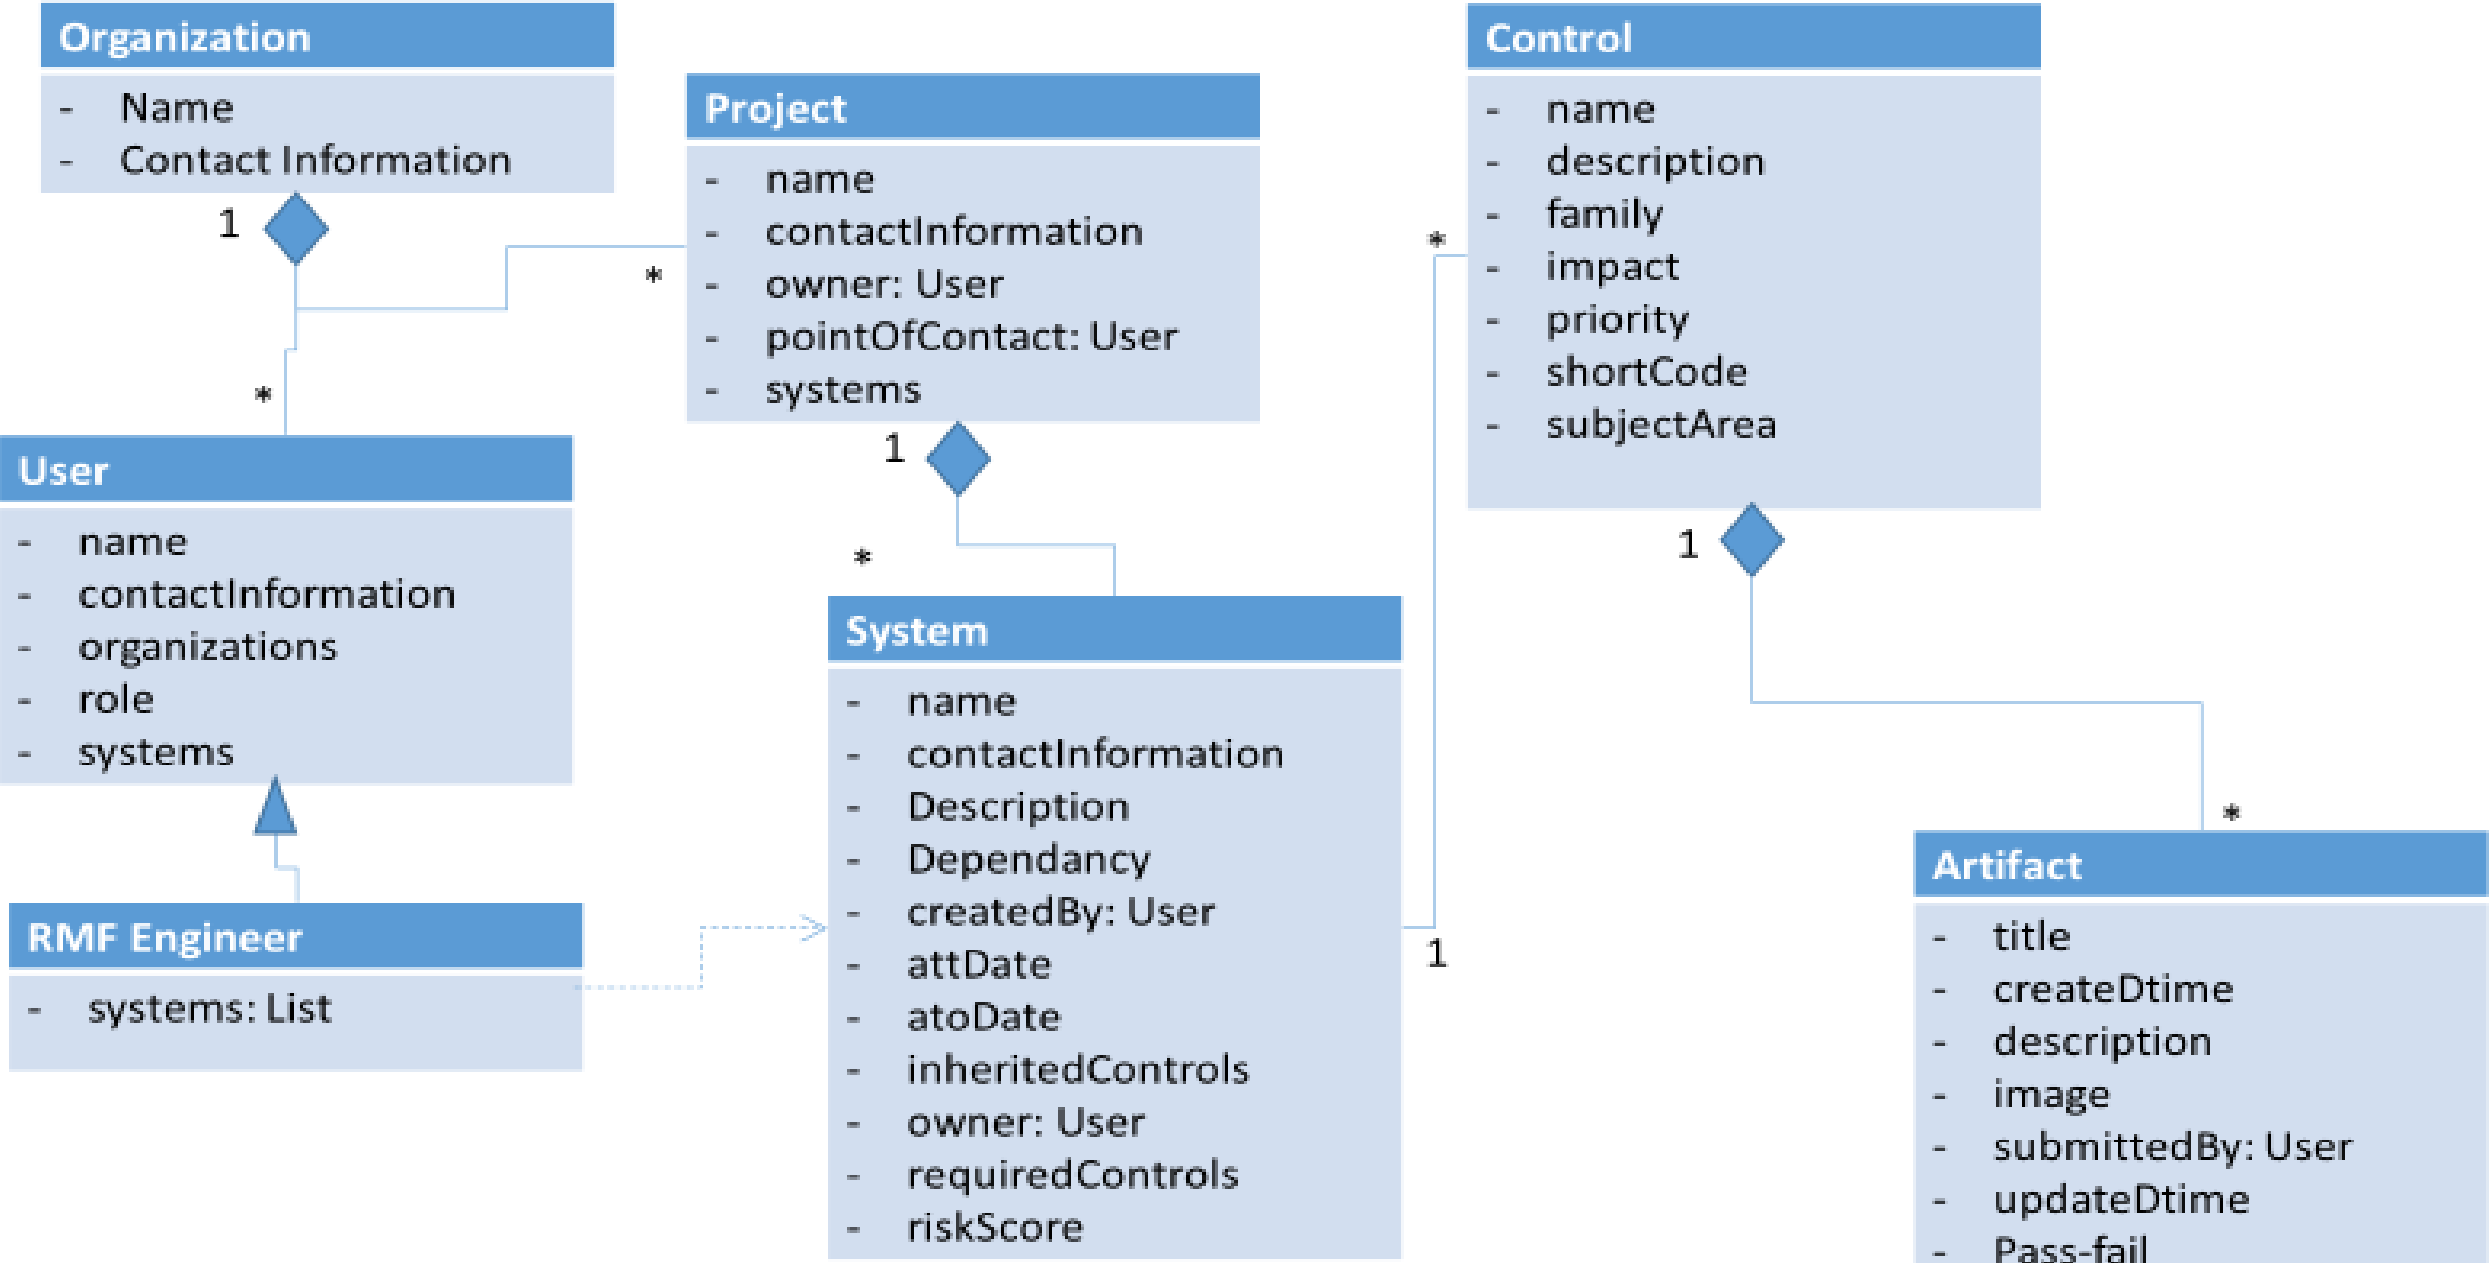 Organization
- Name
- Contact Information
1
*
*
Project
- name
- contactInformation
- owner: User
- pointOfContact: User
- systems
1
*
Control
- name
- description
- family
- impact
- priority
- shortCode
- subjectArea
*
1
User
- name
- contactInformation
- organizations
- role
- systems
System
- name
- contactInformation
- Description
- Dependancy
- createdBy: User
- attDate
- atoDate
- inheritedControls
- owner: User
- requiredControls
- riskScore
1
*
RMF Engineer
- systems: List
Artifact
- title
- createDtime
- description
- image
- submittedBy: User
- updateDtime
- Pass-fail